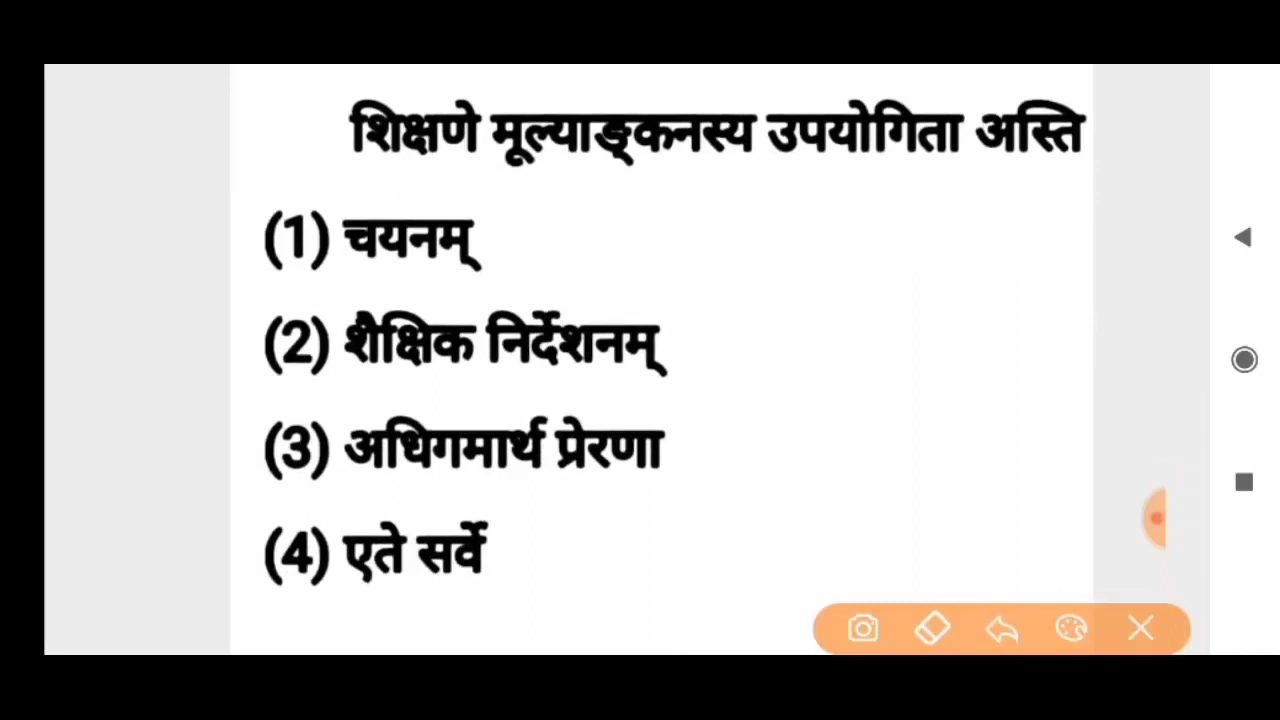 शिक्षणे मूल्याङ्कनस्य उपयोगिता अस्ति
(1) चयनम्
(2) शैक्षिक निर्देशनम्
(3) अधिगमार्थ प्रेरणा
(4) एते सर्वे